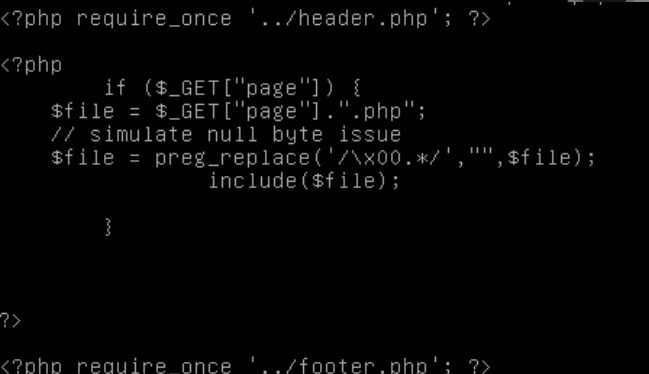 <?php require_once '../header.php'; ?>
<?php
if ($_GET["page"]) {
$file = $_GET["page"].".php";
// simulate null byte issue
$file = preg_replace('/\x00.*/',"",$file);
include($file);
}
?>
<?php require_once '../footer.php'; ?>